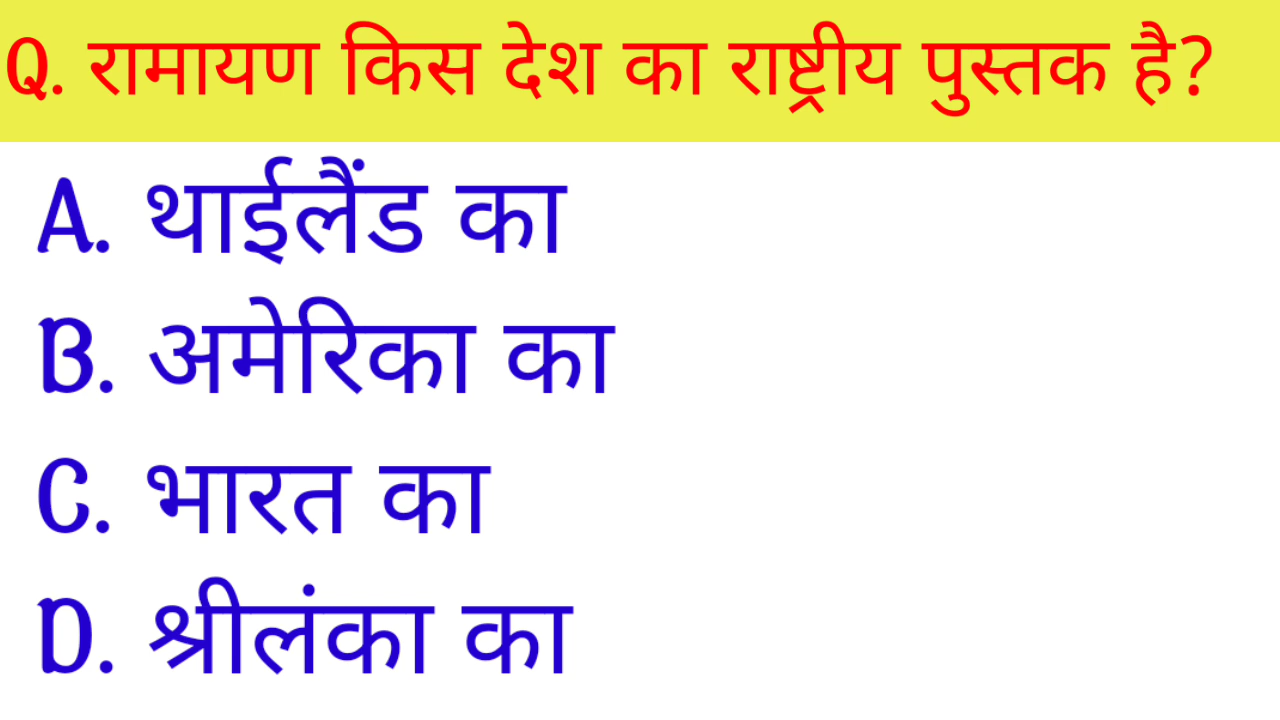 Q. रामायण किस देश का राष्ट्रीय पुस्तक है?
A. थाईलैंड का
B. अमेरिका का
C. भारत का
D. श्रीलंका का